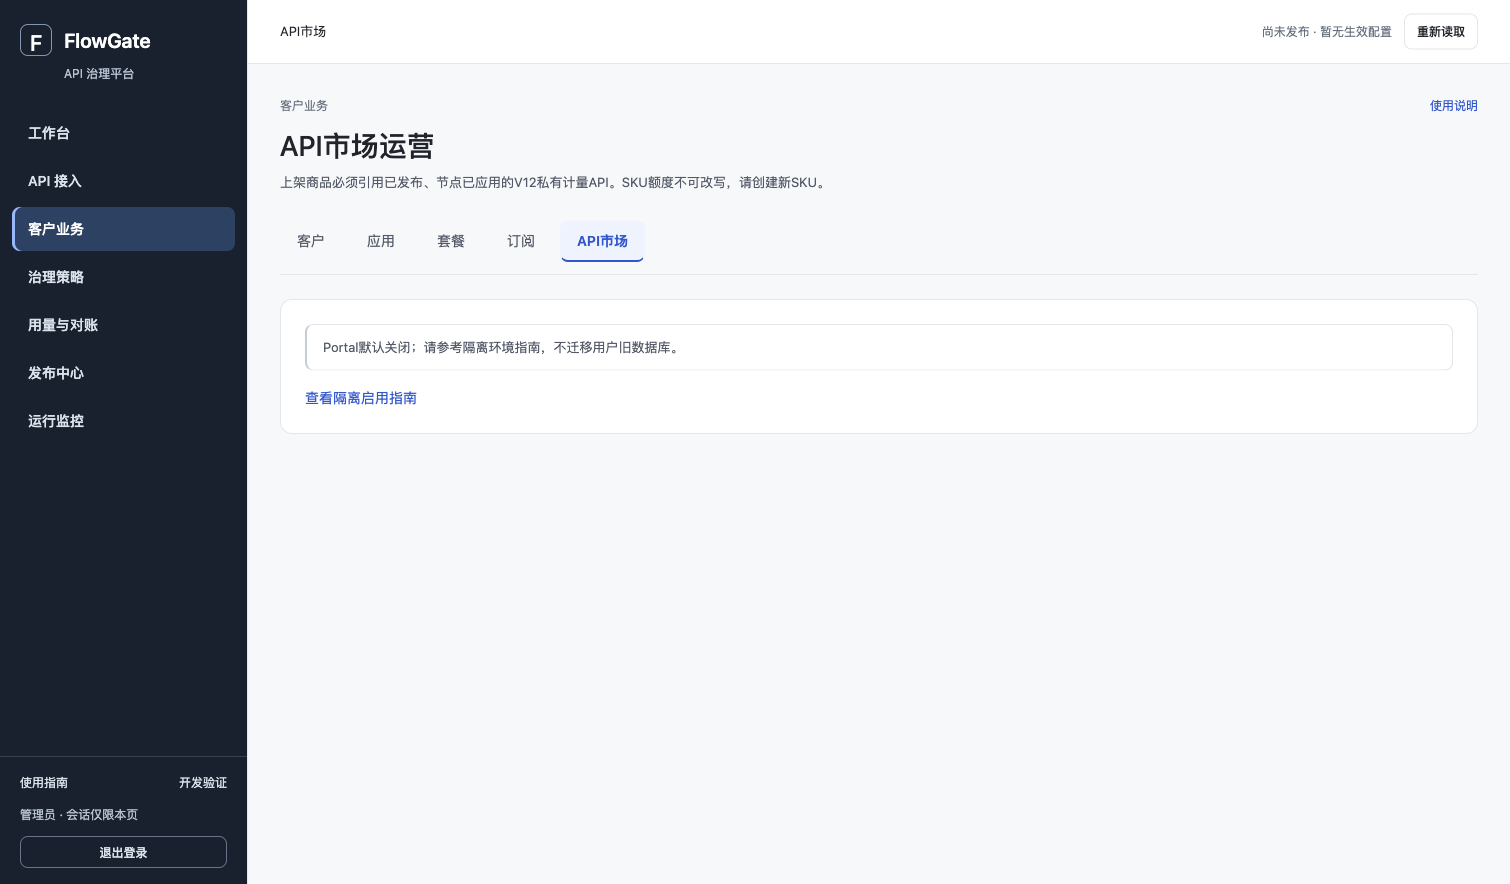 F
FlowGate
API 治理平台
工作台
API 接入
客户业务
治理策略
用量与对账
发布中心
运行监控
使用指南
开发验证
管理员 · 会话仅限本页
退出登录
API市场
尚未发布 · 暂无生效配置
重新读取
客户业务
使用说明
API市场运营
上架商品必须引用已发布、节点已应用的V12私有计量API。SKU额度不可改写，请创建新SKU。
客户
应用
套餐
订阅
API市场
Portal默认关闭；请参考隔离环境指南，不迁移用户旧数据库。
查看隔离启用指南